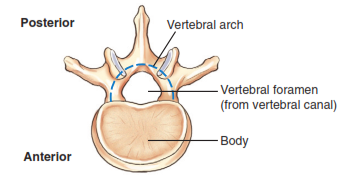 Posterior
Vertebral arch
Vertebral foramen
(from vertebral canal)
Body
Anterior